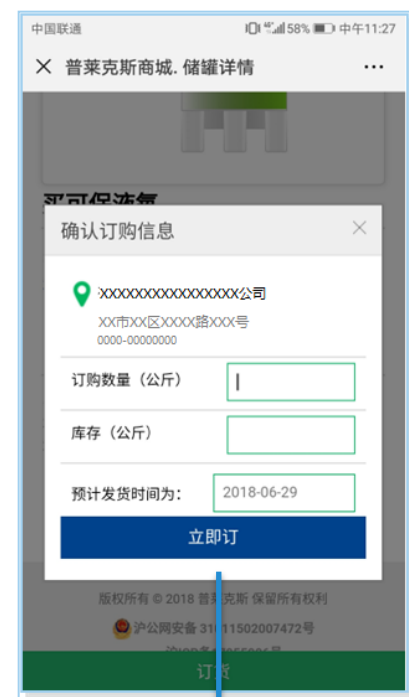 中国联通 58% 中午11:27
普莱克斯商城. 储罐详情
确认订购信息
XXXXXXXXXXXXXXXXX公司
XX市XX区XXXX路XXX号
0000-00000000
订购数量（公斤）
库存（公斤）
预计发货时间为： 2018-06-29
立即订
版权所有 © 2018 普莱克斯 保留所有权利
沪公网安备 31011502007472号
订货